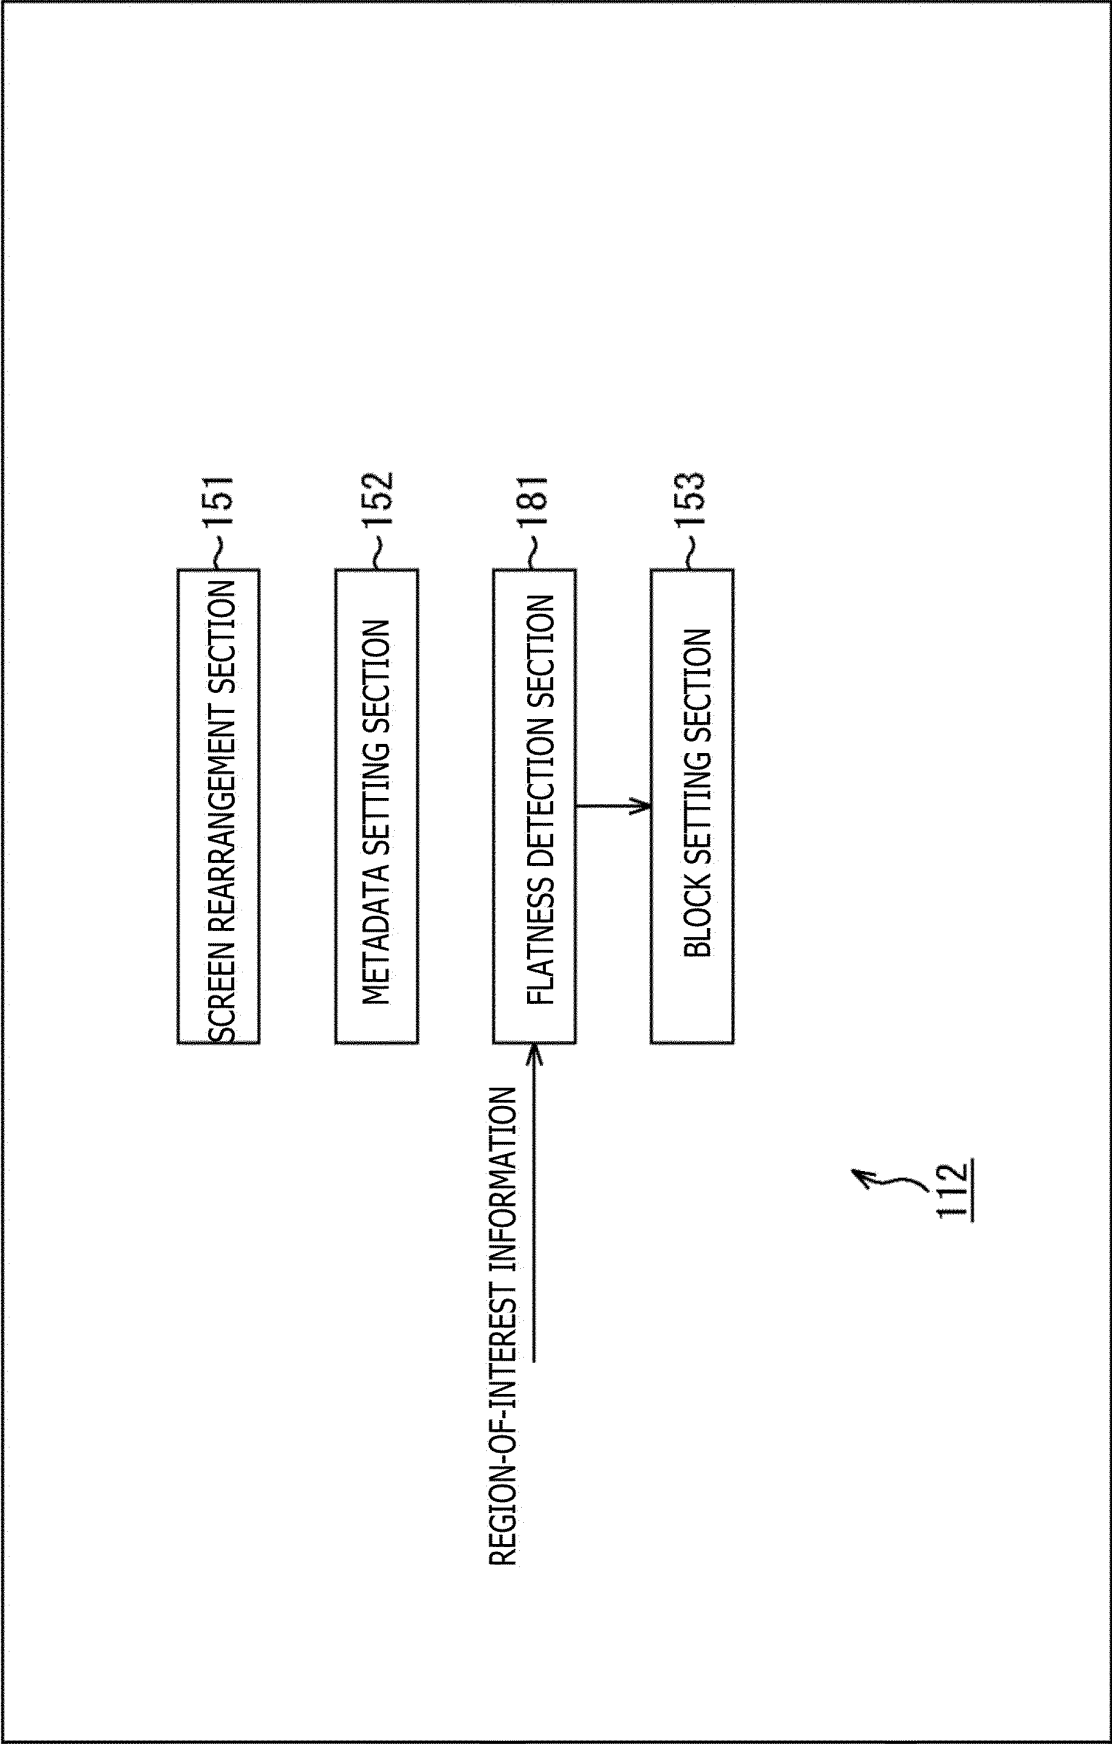 SCREEN REARRANGEMENT SECTION
151
METADATA SETTING SECTION
152
REGION-OF-INTEREST INFORMATION
FLATNESS DETECTION SECTION
181
BLOCK SETTING SECTION
153
112